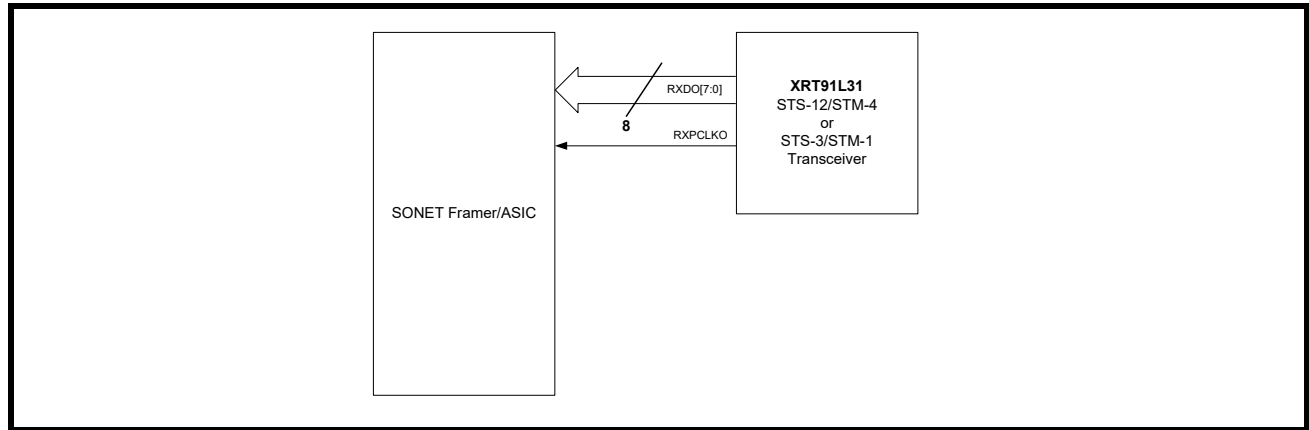 RXDO[7:0]
8
RXPCLKO
XRT91L31
STS-12/STM-4
or
STS-3/STM-1
Transceiver
SONET Framer/ASIC